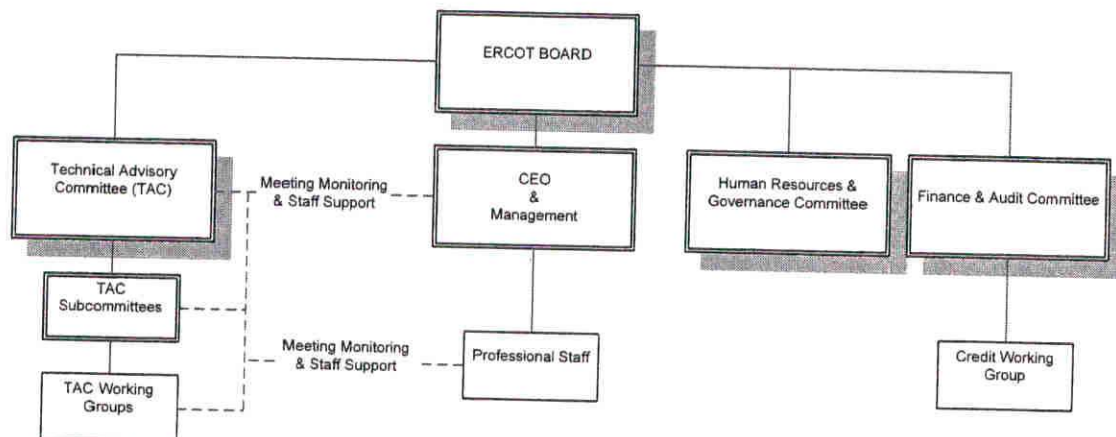 ERCOT BOARD
Technical Advisory
Committee (TAC)
Meeting Monitoring
& Staff Support
CEO
&
Management
Human Resources &
Governance Committee
Finance & Audit Committee
TAC
Subcommittees
Meeting Monitoring
& Staff Support
Professional Staff
Credit Working
Group
TAC Working
Groups